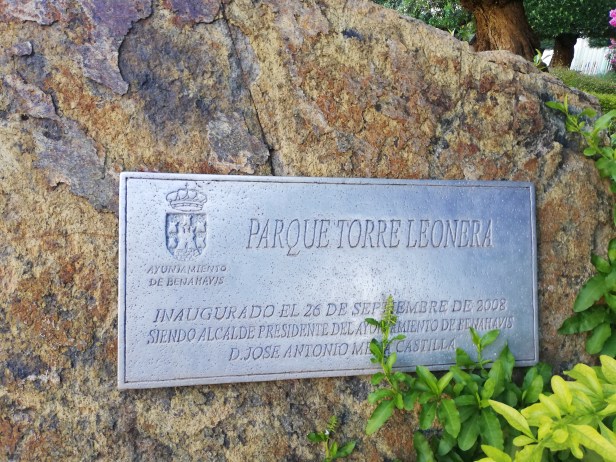 PARQUE TORRE LEONERA
AYUNTAMIENTO
DE BENAHAVIS
INAUGURADO EL 26 DE SEPTIEMBRE DE 2008
SIENDO ALCALDE PRESIDENTE DEL AYUNTAMIENTO DE BENAHAVIS
D. JOSE ANTONIO CASTILLA